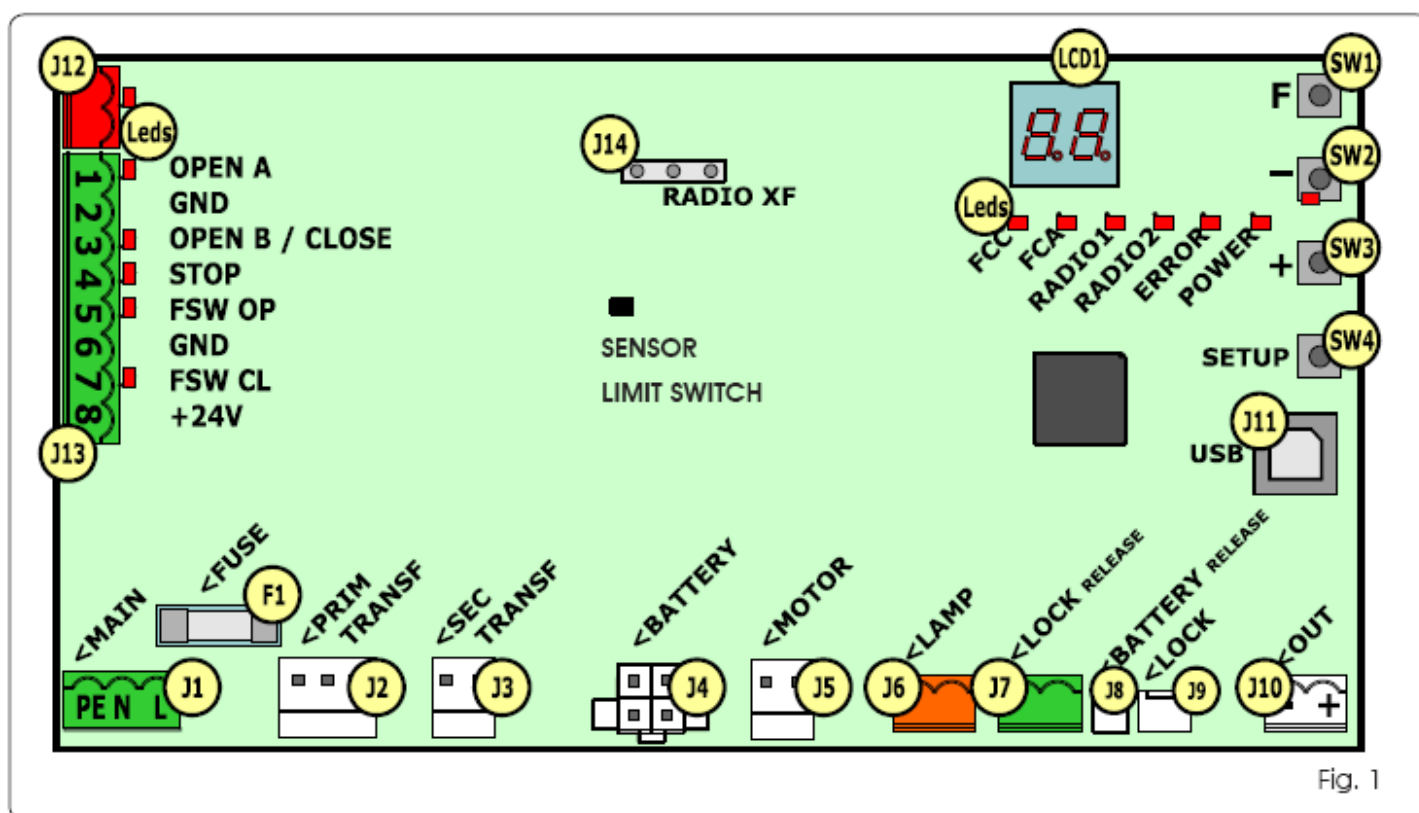 J12
Leds
1 OPEN A
2 GND
3 OPEN B / CLOSE
4 STOP
5 FSW OP
6 GND
7 FSW CL
8 +24V
J13
J14
RADIO XF
SENSOR
LIMIT SWITCH
LCD1
8.8.
Leds
FCC
FCA
RADIO1
RADIO2
ERROR
POWER
SW1
F
SW2
-
SW3
+
SW4
SETUP
J11
USB
<MAIN
PE N L
J1
<FUSE
F1
<PRIM
TRANSF
J2
<SEC
TRANSF
J3
<BATTERY
J4
<MOTOR
J5
<LAMP
J6
<LOCK RELEASE
J7
<BATTERY RELEASE
J8
<LOCK
J9
<OUT
J10
- +
Fig. 1